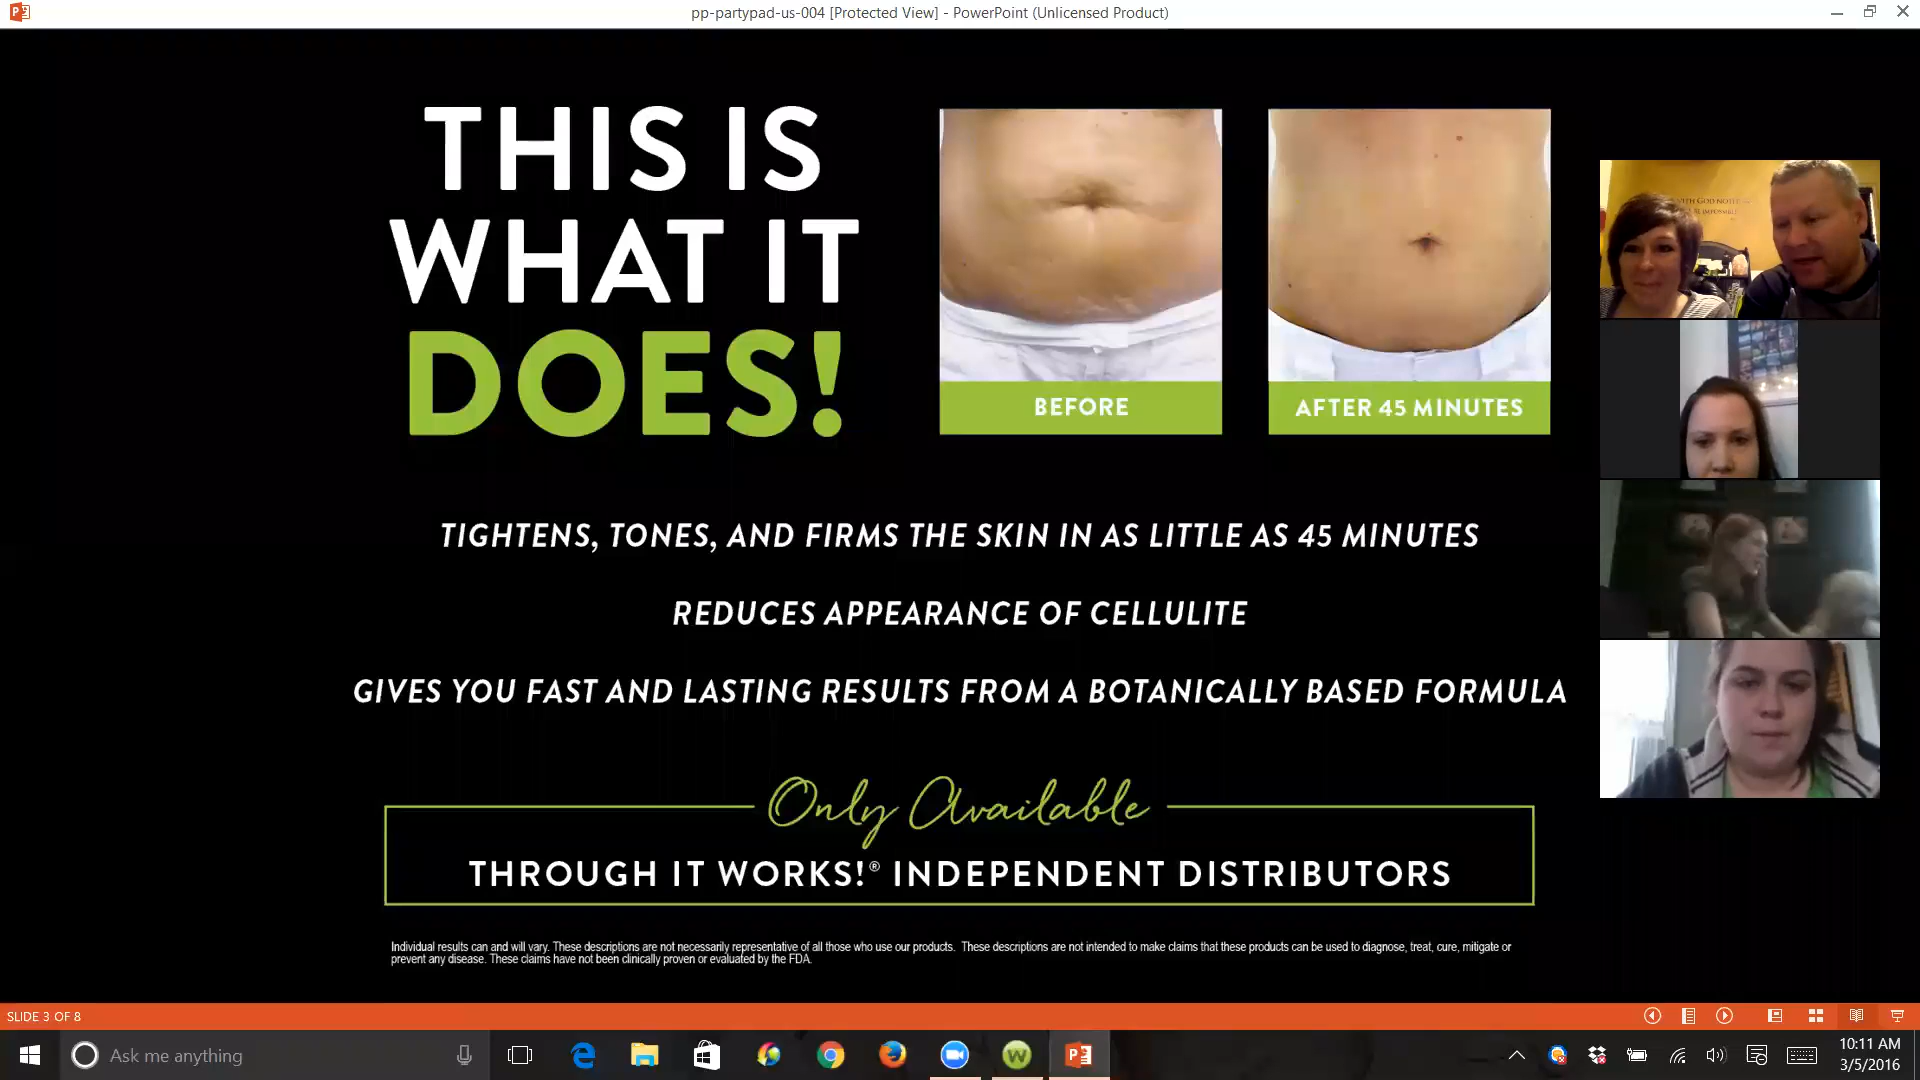 pp-partypad-us-004 [Protected View] - PowerPoint (Unlicensed Product)
THIS IS
WHAT IT
DOES!
BEFORE
AFTER 45 MINUTES
TIGHTENS, TONES, AND FIRMS THE SKIN IN AS LITTLE AS 45 MINUTES
REDUCES APPEARANCE OF CELLULITE
GIVES YOU FAST AND LASTING RESULTS FROM A BOTANICALLY BASED FORMULA
Only Available
THROUGH IT WORKS!® INDEPENDENT DISTRIBUTORS
Individual results can and will vary. These descriptions are not necessarily representative of all those who use our products. These descriptions are not intended to make claims that these products can be used to diagnose, treat, cure, mitigate or
prevent any disease. These claims have not been clinically proven or evaluated by the FDA.
SLIDE 3 OF 8
Ask me anything
10:11 AM
3/5/2016